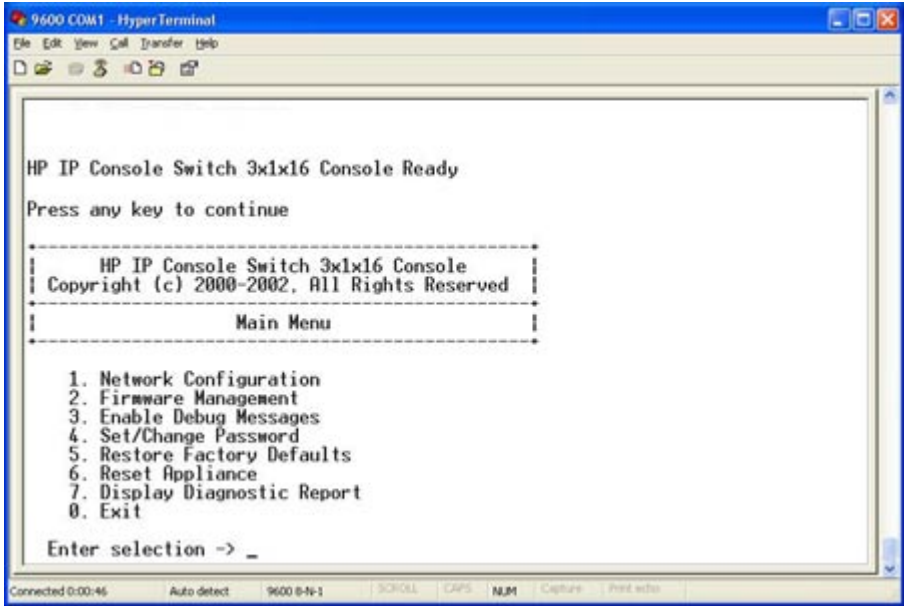 9600 COM1 - HyperTerminal
File Edit View Call Transfer Help
HP IP Console Switch 3x1x16 Console Ready
Press any key to continue
HP IP Console Switch 3x1x16 Console
Copyright (c) 2000-2002, All Rights Reserved
Main Menu
1. Network Configuration
2. Firmware Management
3. Enable Debug Messages
4. Set/Change Password
5. Restore Factory Defaults
6. Reset Appliance
7. Display Diagnostic Report
0. Exit
Enter selection -> _
Connected 0:00:46 Auto detect 9600 8-N-1 SCROLL CAPS NUM Capture Print echo